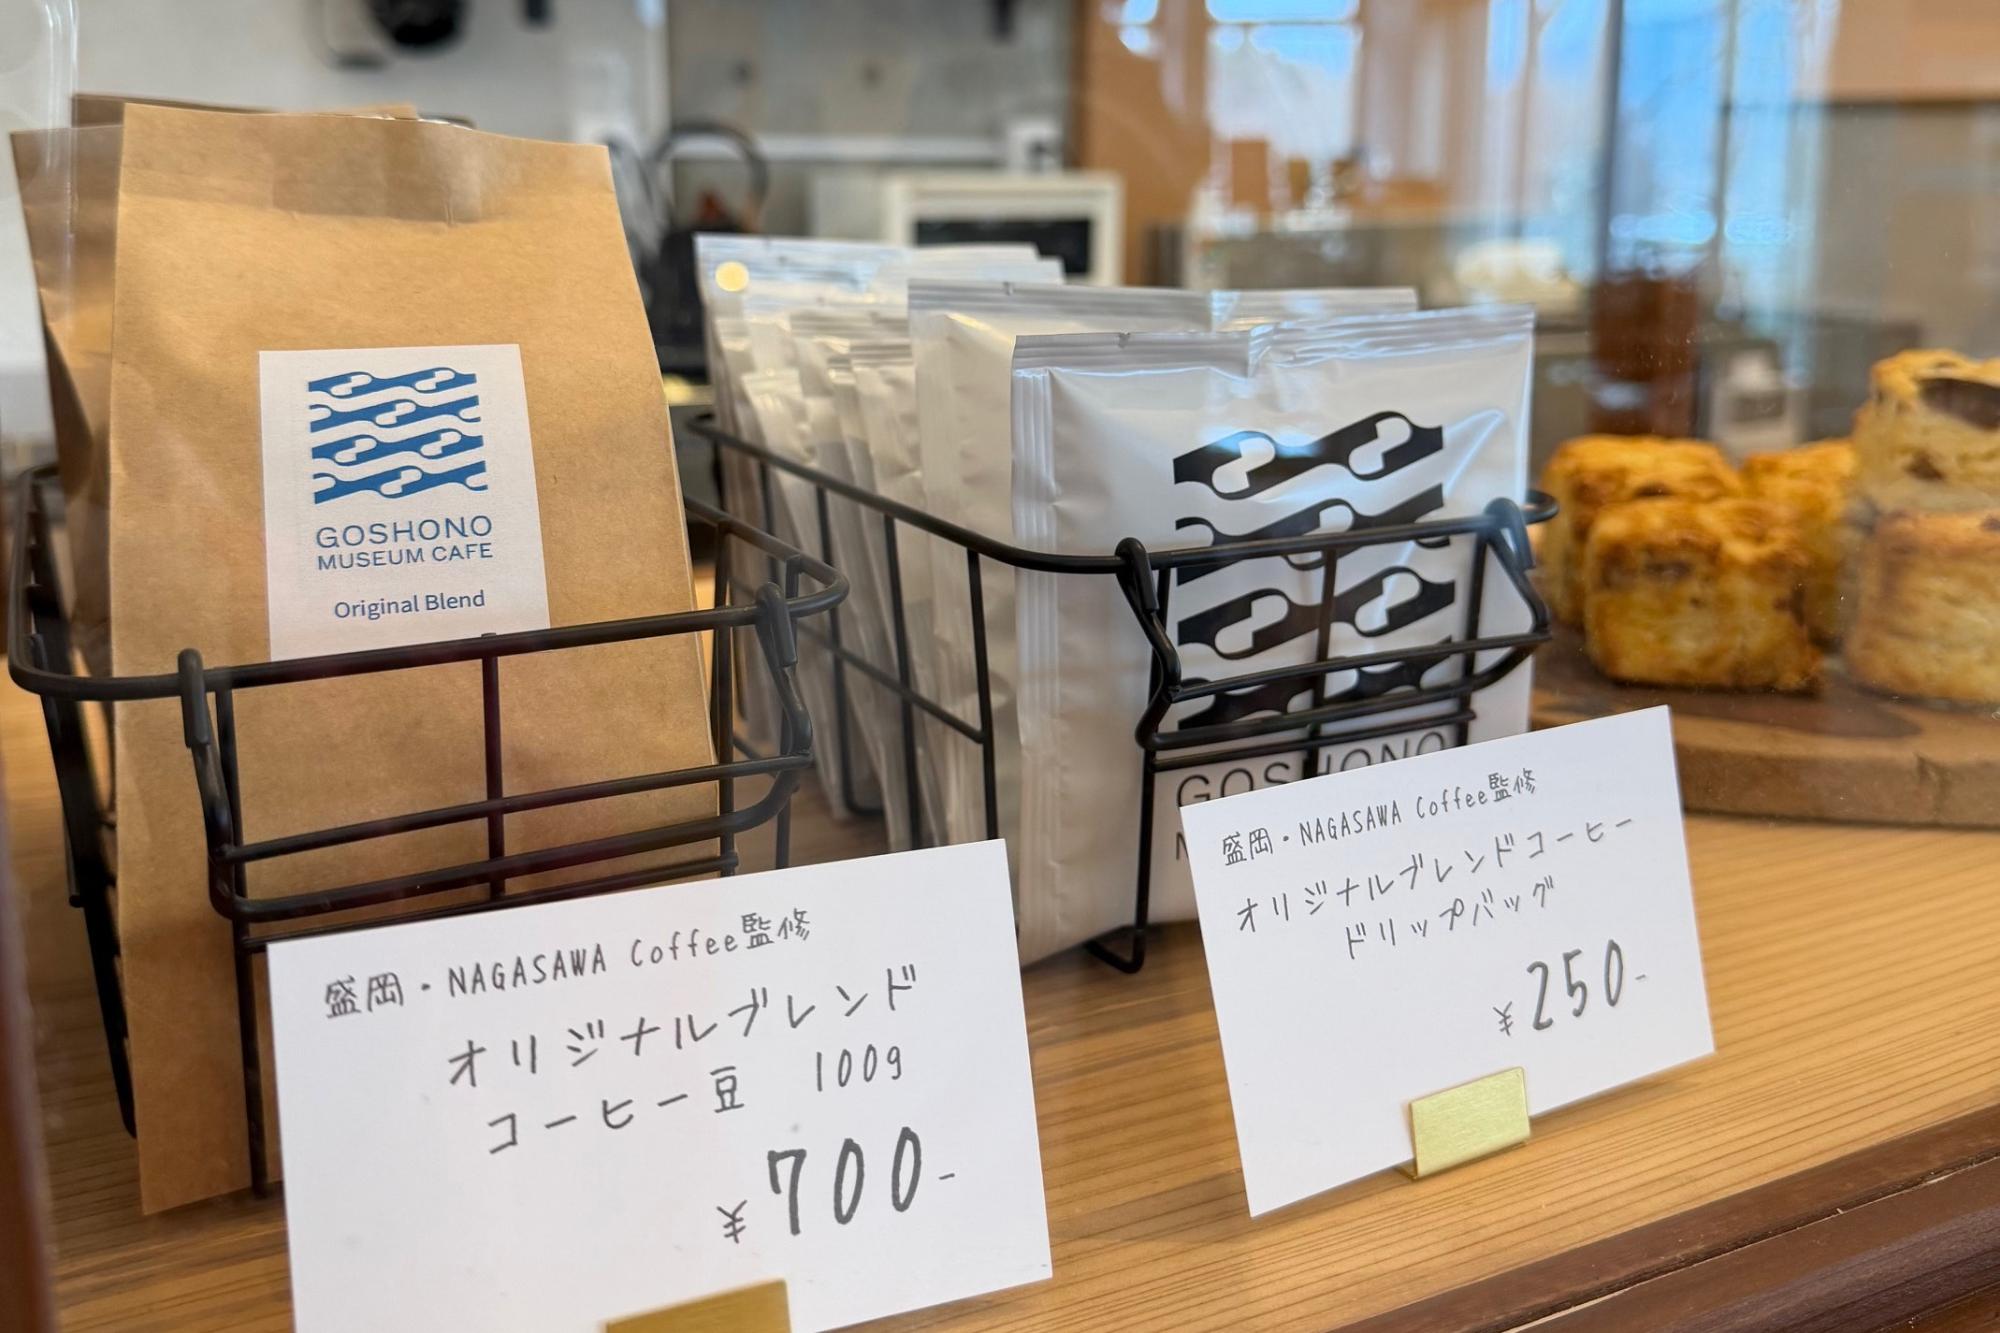 GOSHONO
MUSEUM CAFE
Original Blend
盛岡・NAGASAWA Coffee監修
オリジナルブレンド
コーヒー豆 100g
¥700-
GOSHONO
盛岡・NAGASAWA Coffee監修
オリジナルブレンドコーヒー
ドリップバッグ
¥250-